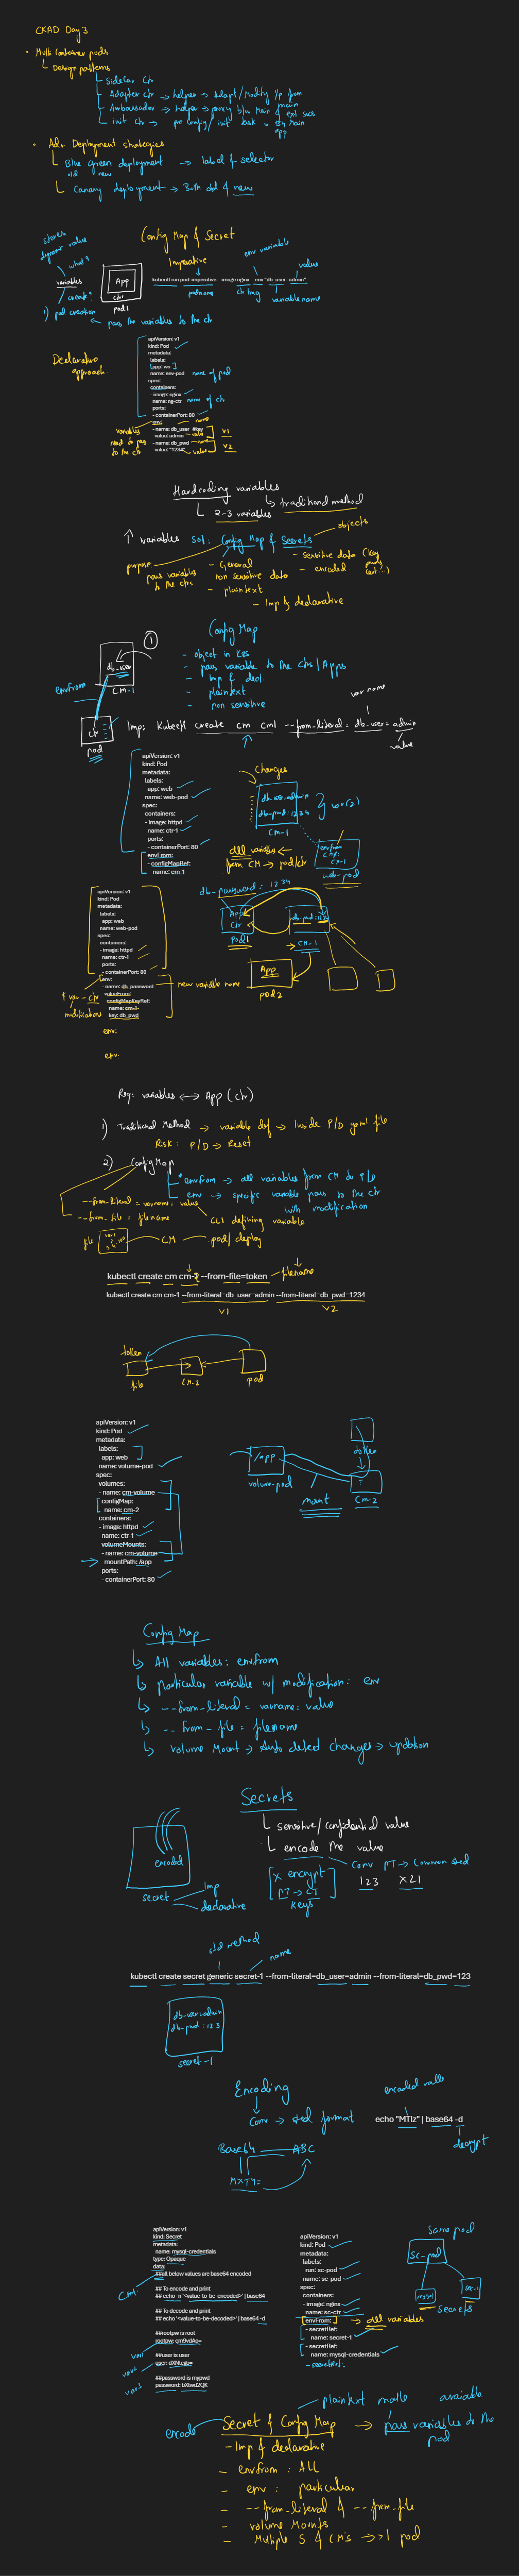 CKAD Day 3
Multi Container pods
Design patterns
Sidecar ctr
Adapter ctr → helper → adapt/modify i/p from main
Ambassador → helper → proxy b/w main & ext svcs
init ctr → pre config/init task = main app
Adv Deployment strategies
Blue green deployment → label & selector
old new
Canary deployment → Both old & new
Config Map & Secret
stores
dynamic value
what?
variables
create?
1) pod creation
App
ctr
pod1
Imperative
env variable
value
kubectl run pod-imperative --image nginx --env "db_user=admin"
podname
ctr Img
variable name
pass the variables to the ctr
Declarative
approach
apiVersion: v1
kind: Pod
metadata:
labels:
app: ws
name: env-pod name of pod
spec:
containers:
- image: nginx
name: ng-ctr name of ctr
ports:
- containerPort: 80
env:
- name: db_user #key name
value: admin value V1
- name: db_pwd name
value: "1234" value V2
variables
need to pass
to the ctr
Hardcoding variables
↳ traditional method
2-3 variables
objects
↑ variables sol: Config Map & Secrets
purpose:
pass variables
to the ctrs
- General
non sensitive data
- plaintext
- sensitive data (key
- encoded
- Imp & declarative
Config Map
- object in K8s
- pass variable to the ctrs/Apps
- Imp & decl
- plaintext
- non sensitive
1
db-user
CM-1
envfrom
ctr
pod
var name
Imp: Kubectl create cm cm1 --from-literal = db-user = admin
value
apiVersion: v1
kind: Pod
metadata:
labels:
app: web
name: web-pod
spec:
containers:
- image: httpd
name: ctr-1
ports:
- containerPort: 80
envFrom:
- configMapRef:
name: cm-1
Changes
db-user:admin
db-pwd: 1234
var(2)
CM-1
all variables
from CM → pod/ctr
envfrom
CM-1
web-pod
apiVersion: v1
kind: Pod
metadata:
labels:
app: web
name: web-pod
spec:
containers:
- image: httpd
name: ctr-1
ports:
- containerPort: 80
env:
- name: db_password new variable name
valueFrom:
configMapKeyRef:
name: cm-1
key: db_pwd
1 var - ctr
modification
env:
env:
db-password = 1234
App
ctr
pod1
db-pwd:1234
CM-1
App
pod2
Req: variables ↔ App (ctr)
1) Traditional Method → variable def → Inside P/D yaml file
Risk: P/D → Reset
2) Config Map
envfrom → all variables from CM
env → specific variable pass to the ctr
with modification
--from-literal = varname = value
--from-file = filename
CLI defining variable
file
CM
pod/deploy
kubectl create cm cm-2 --from-file=token filename
kubectl create cm cm-1 --from-literal=db_user=admin --from-literal=db_pwd=1234
V1
V2
token
file
CM-2
pod
apiVersion: v1
kind: Pod
metadata:
labels:
app: web
name: volume-pod
spec:
volumes:
- name: cm-volume
configMap:
name: cm-2
containers:
- image: httpd
name: ctr-1
volumeMounts:
- name: cm-volume
mountPath: /app
ports:
- containerPort: 80
/app
volume-pod
mount
token
CM-2
Config Map
↳ All variables: envfrom
↳ particular variable w/ modification: env
↳ --from-literal = varname = value
↳ --from-file = filename
↳ volume Mount → Auto detect changes → updation
Secrets
↳ sensitive/confidential value
↳ encode the value
encoded
secret
Imp
declarative
X encrypt
PT → CT
keys
Conv PT → Common std
123 X21
std method
name
kubectl create secret generic secret-1 --from-literal=db_user=admin --from-literal=db_pwd=123
db-user=admin
db-pwd:123
secret-1
Encoding
Conv → std format
Base64
ABC
MXTY=
encoded value
echo "MTIz" | base64 -d
decrypt
apiVersion: v1
kind: Secret
metadata:
name: mysql-credentials
type: Opaque
data:
##all below values are base64 encoded
## To encode and print
## echo -n '<value-to-be-encoded>' | base64
## To decode and print
## echo '<value-to-be-decoded>' | base64 -d
##rootpw is root
rootpw: cm9vdAo=
##user is user
user: dXNlcgo=
##password is mypwd
password: bXlwd2QK
var1
var2
var3
apiVersion: v1
kind: Pod
metadata:
labels:
run: sc-pod
name: sc-pod
spec:
containers:
- image: nginx
name: sc-ctr
envFrom: → all variables
- secretRef:
name: secret-1
- secretRef:
name: mysql-credentials
- secretRef.
same pod
sc-pod
mysql
sec-1
secrets
plaintext
available
encode
Secret & Config Map → pass variables to the
pod
- Imp & declarative
- envfrom : ALL
- env : particular
- --from-literal & --from-file
- volume Mounts
- Multiple S & CM's → 1 pod